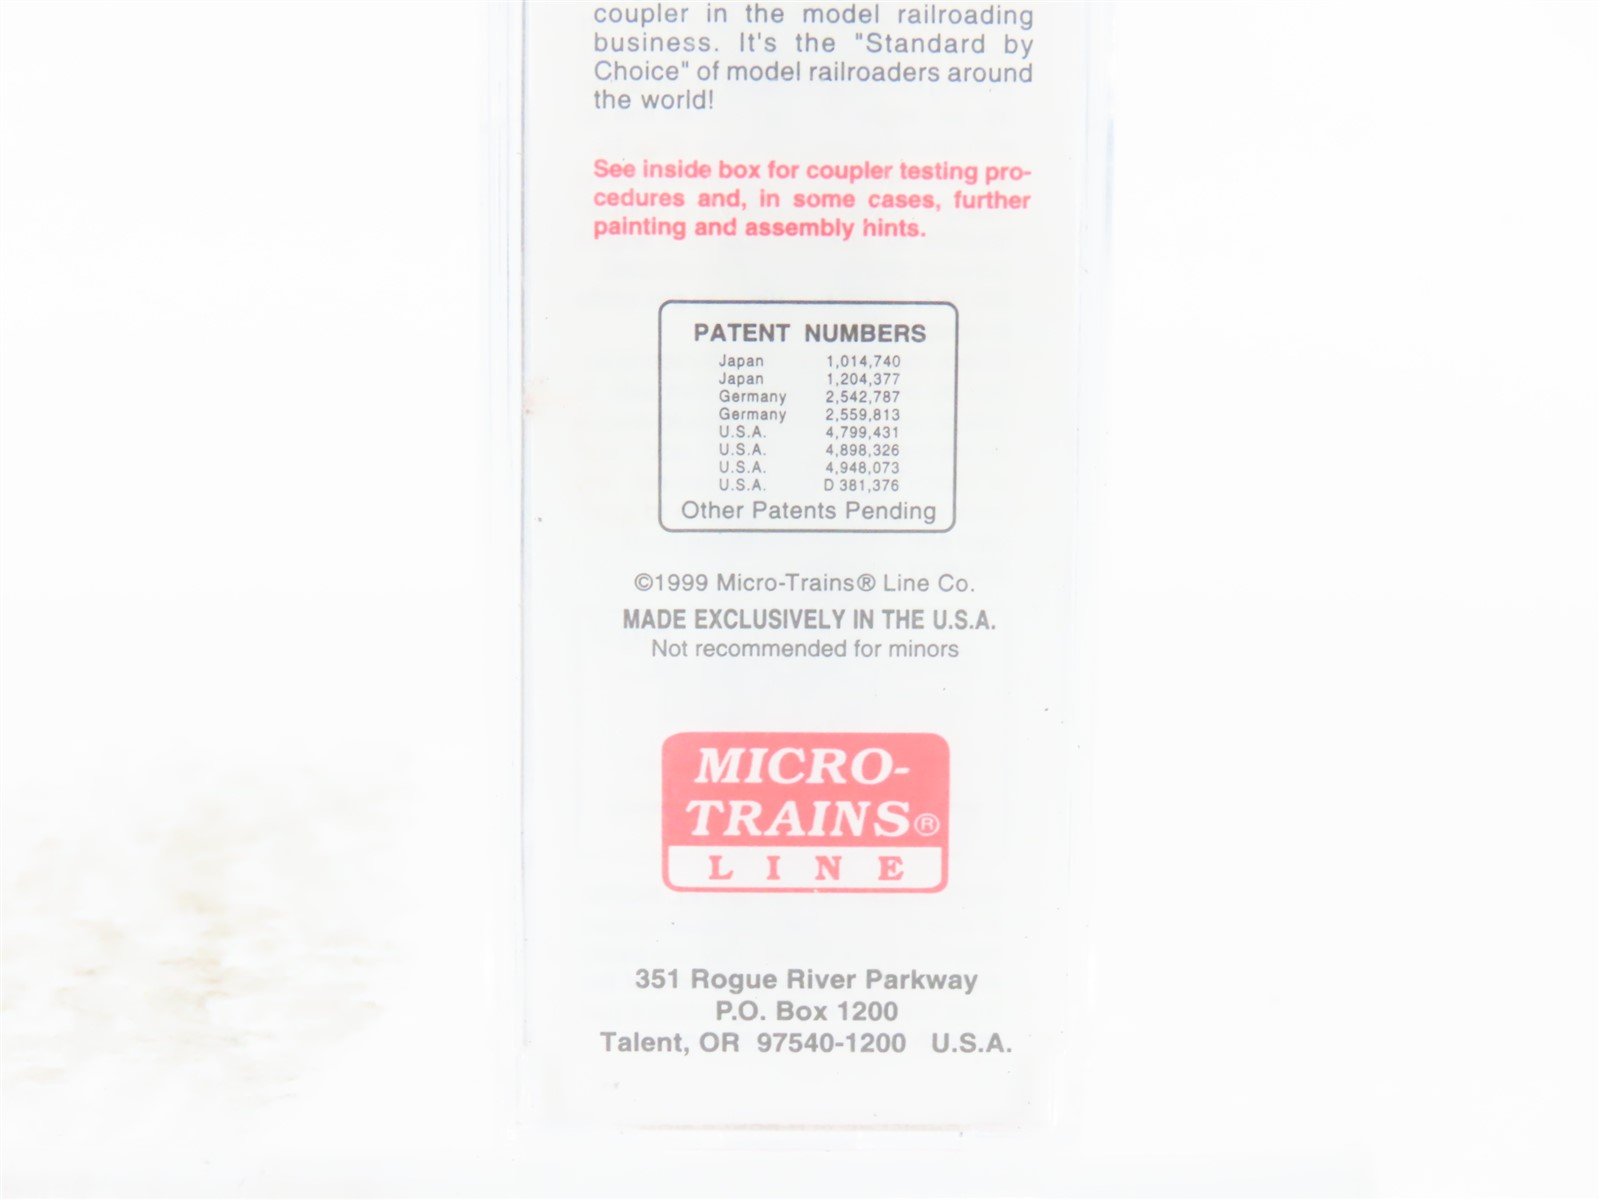 coupler in the model railroading
business. It's the "Standard by
Choice" of model railroaders around
the world!
See inside box for coupler testing pro-
cedures and, in some cases, further
painting and assembly hints.
PATENT NUMBERS
Japan 1,014,740
Japan 1,204,377
Germany 2,542,787
Germany 2,559,813
U.S.A. 4,799,431
U.S.A. 4,898,326
U.S.A. 4,948,073
U.S.A. D 381,376
Other Patents Pending
©1999 Micro-Trains® Line Co.
MADE EXCLUSIVELY IN THE U.S.A.
Not recommended for minors
MICRO-
TRAINS®
LINE
351 Rogue River Parkway
P.O. Box 1200
Talent, OR 97540-1200 U.S.A.